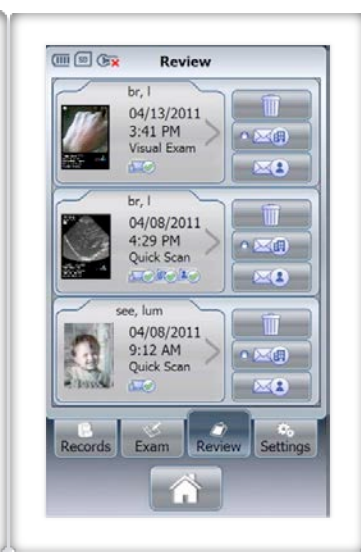 SD
Review
br, l
04/13/2011
3:41 PM
Visual Exam
br, l
04/08/2011
4:29 PM
Quick Scan
see, lum
04/08/2011
9:12 AM
Quick Scan
Records Exam Review Settings